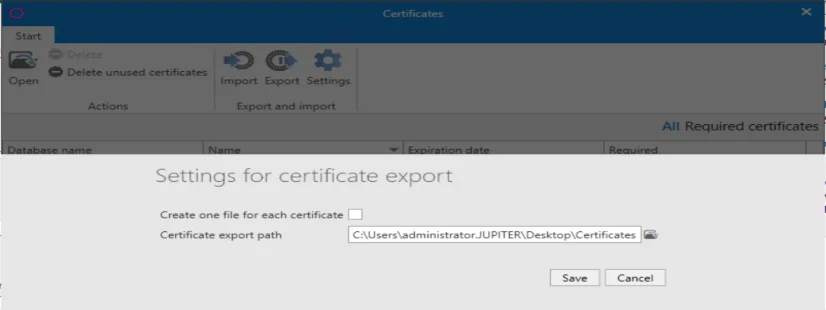 Certificates
Start
Open
Delete
Delete unused certificates
Import Export Settings
Actions
Export and import
All Required certificates
Database name Name Expiration date Required
Settings for certificate export
Create one file for each certificate
Certificate export path C:\Users\administrator.JUPITER\Desktop\Certificates
Save Cancel